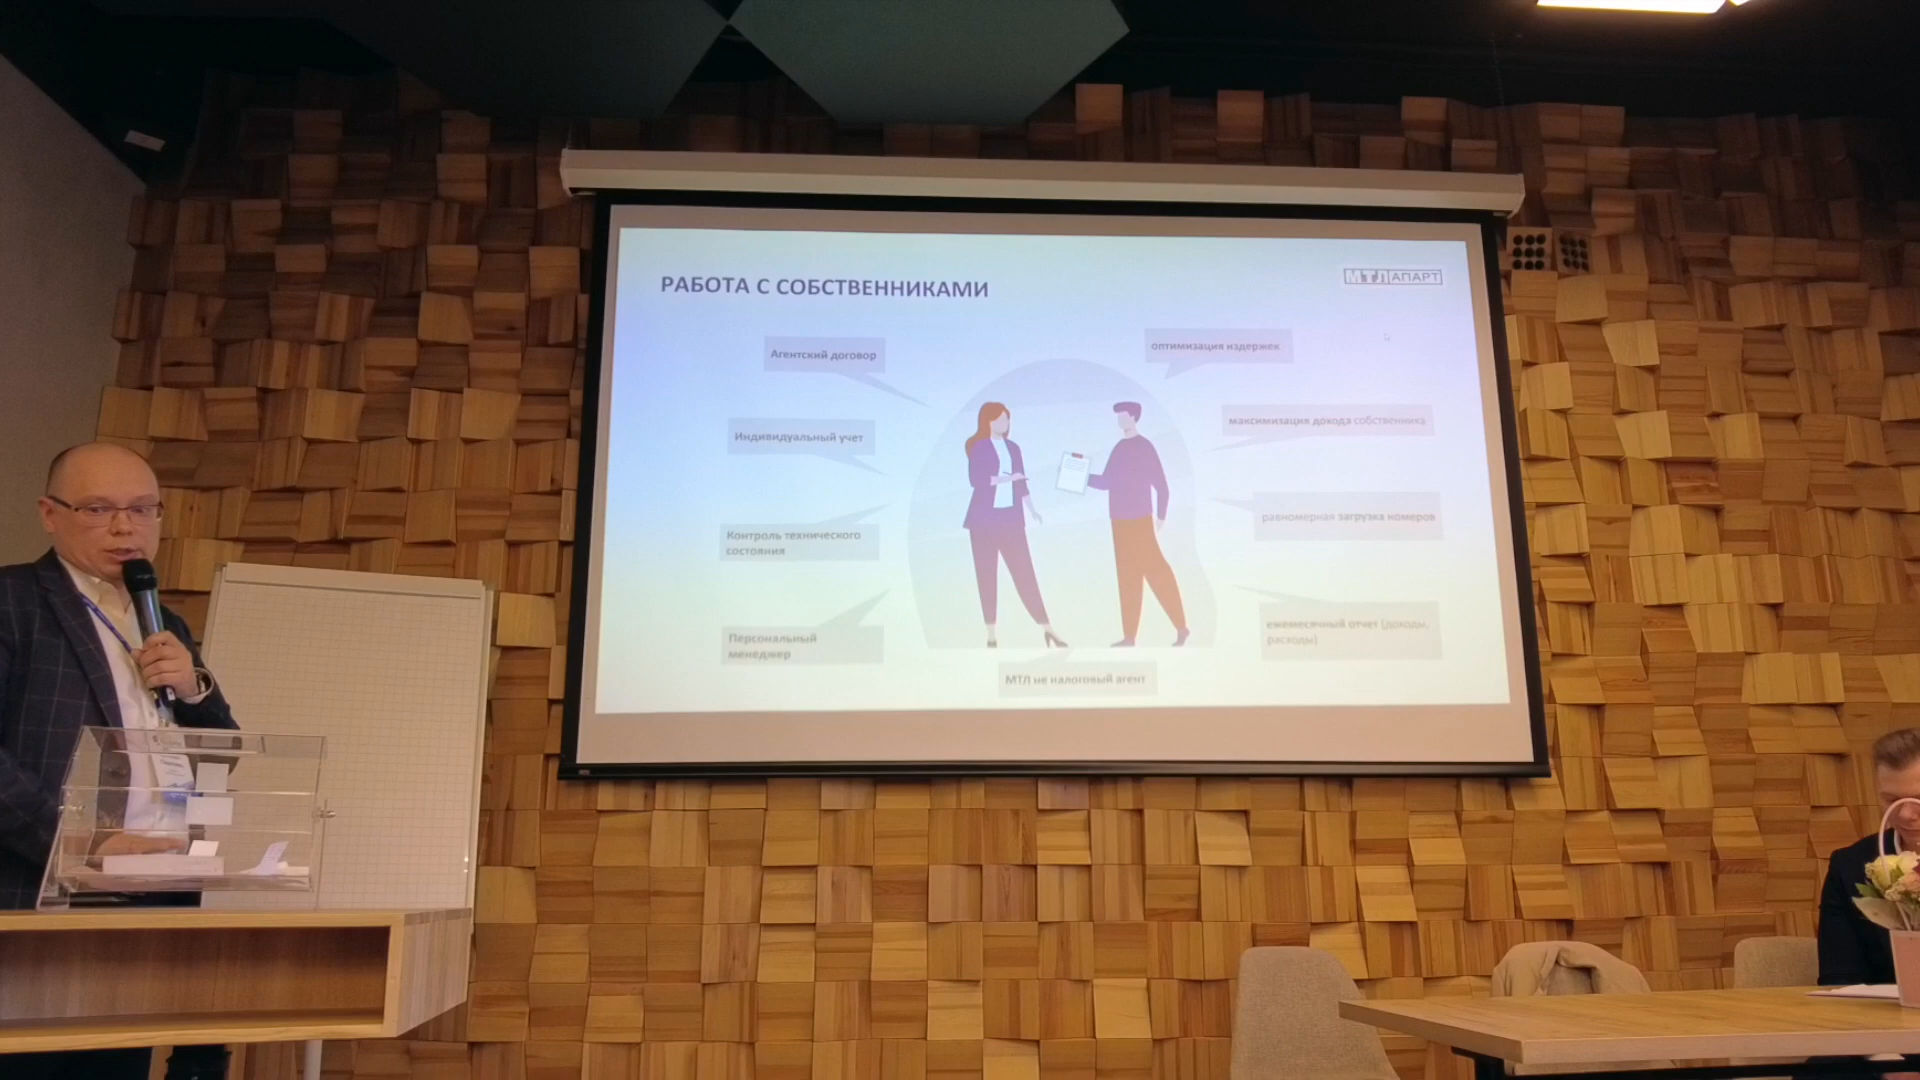 РАБОТА С СОБСТВЕННИКАМИ
МТЛ АПАРТ
Агентский договор
Индивидуальный учет
Контроль технического
состояния
Персональный
менеджер
оптимизация издержек
максимизация дохода собственника
равномерная загрузка номеров
ежемесячный отчет (доходы,
расходы)
МТЛ не налоговый агент